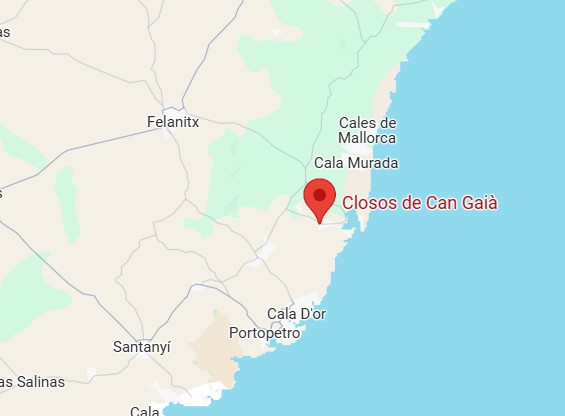 as
Felanitx
Cales de
Mallorca
Cala Murada
s
Closos de Can Gaià
Cala D'or
Portopetro
Santanyí
as Salinas
Cala